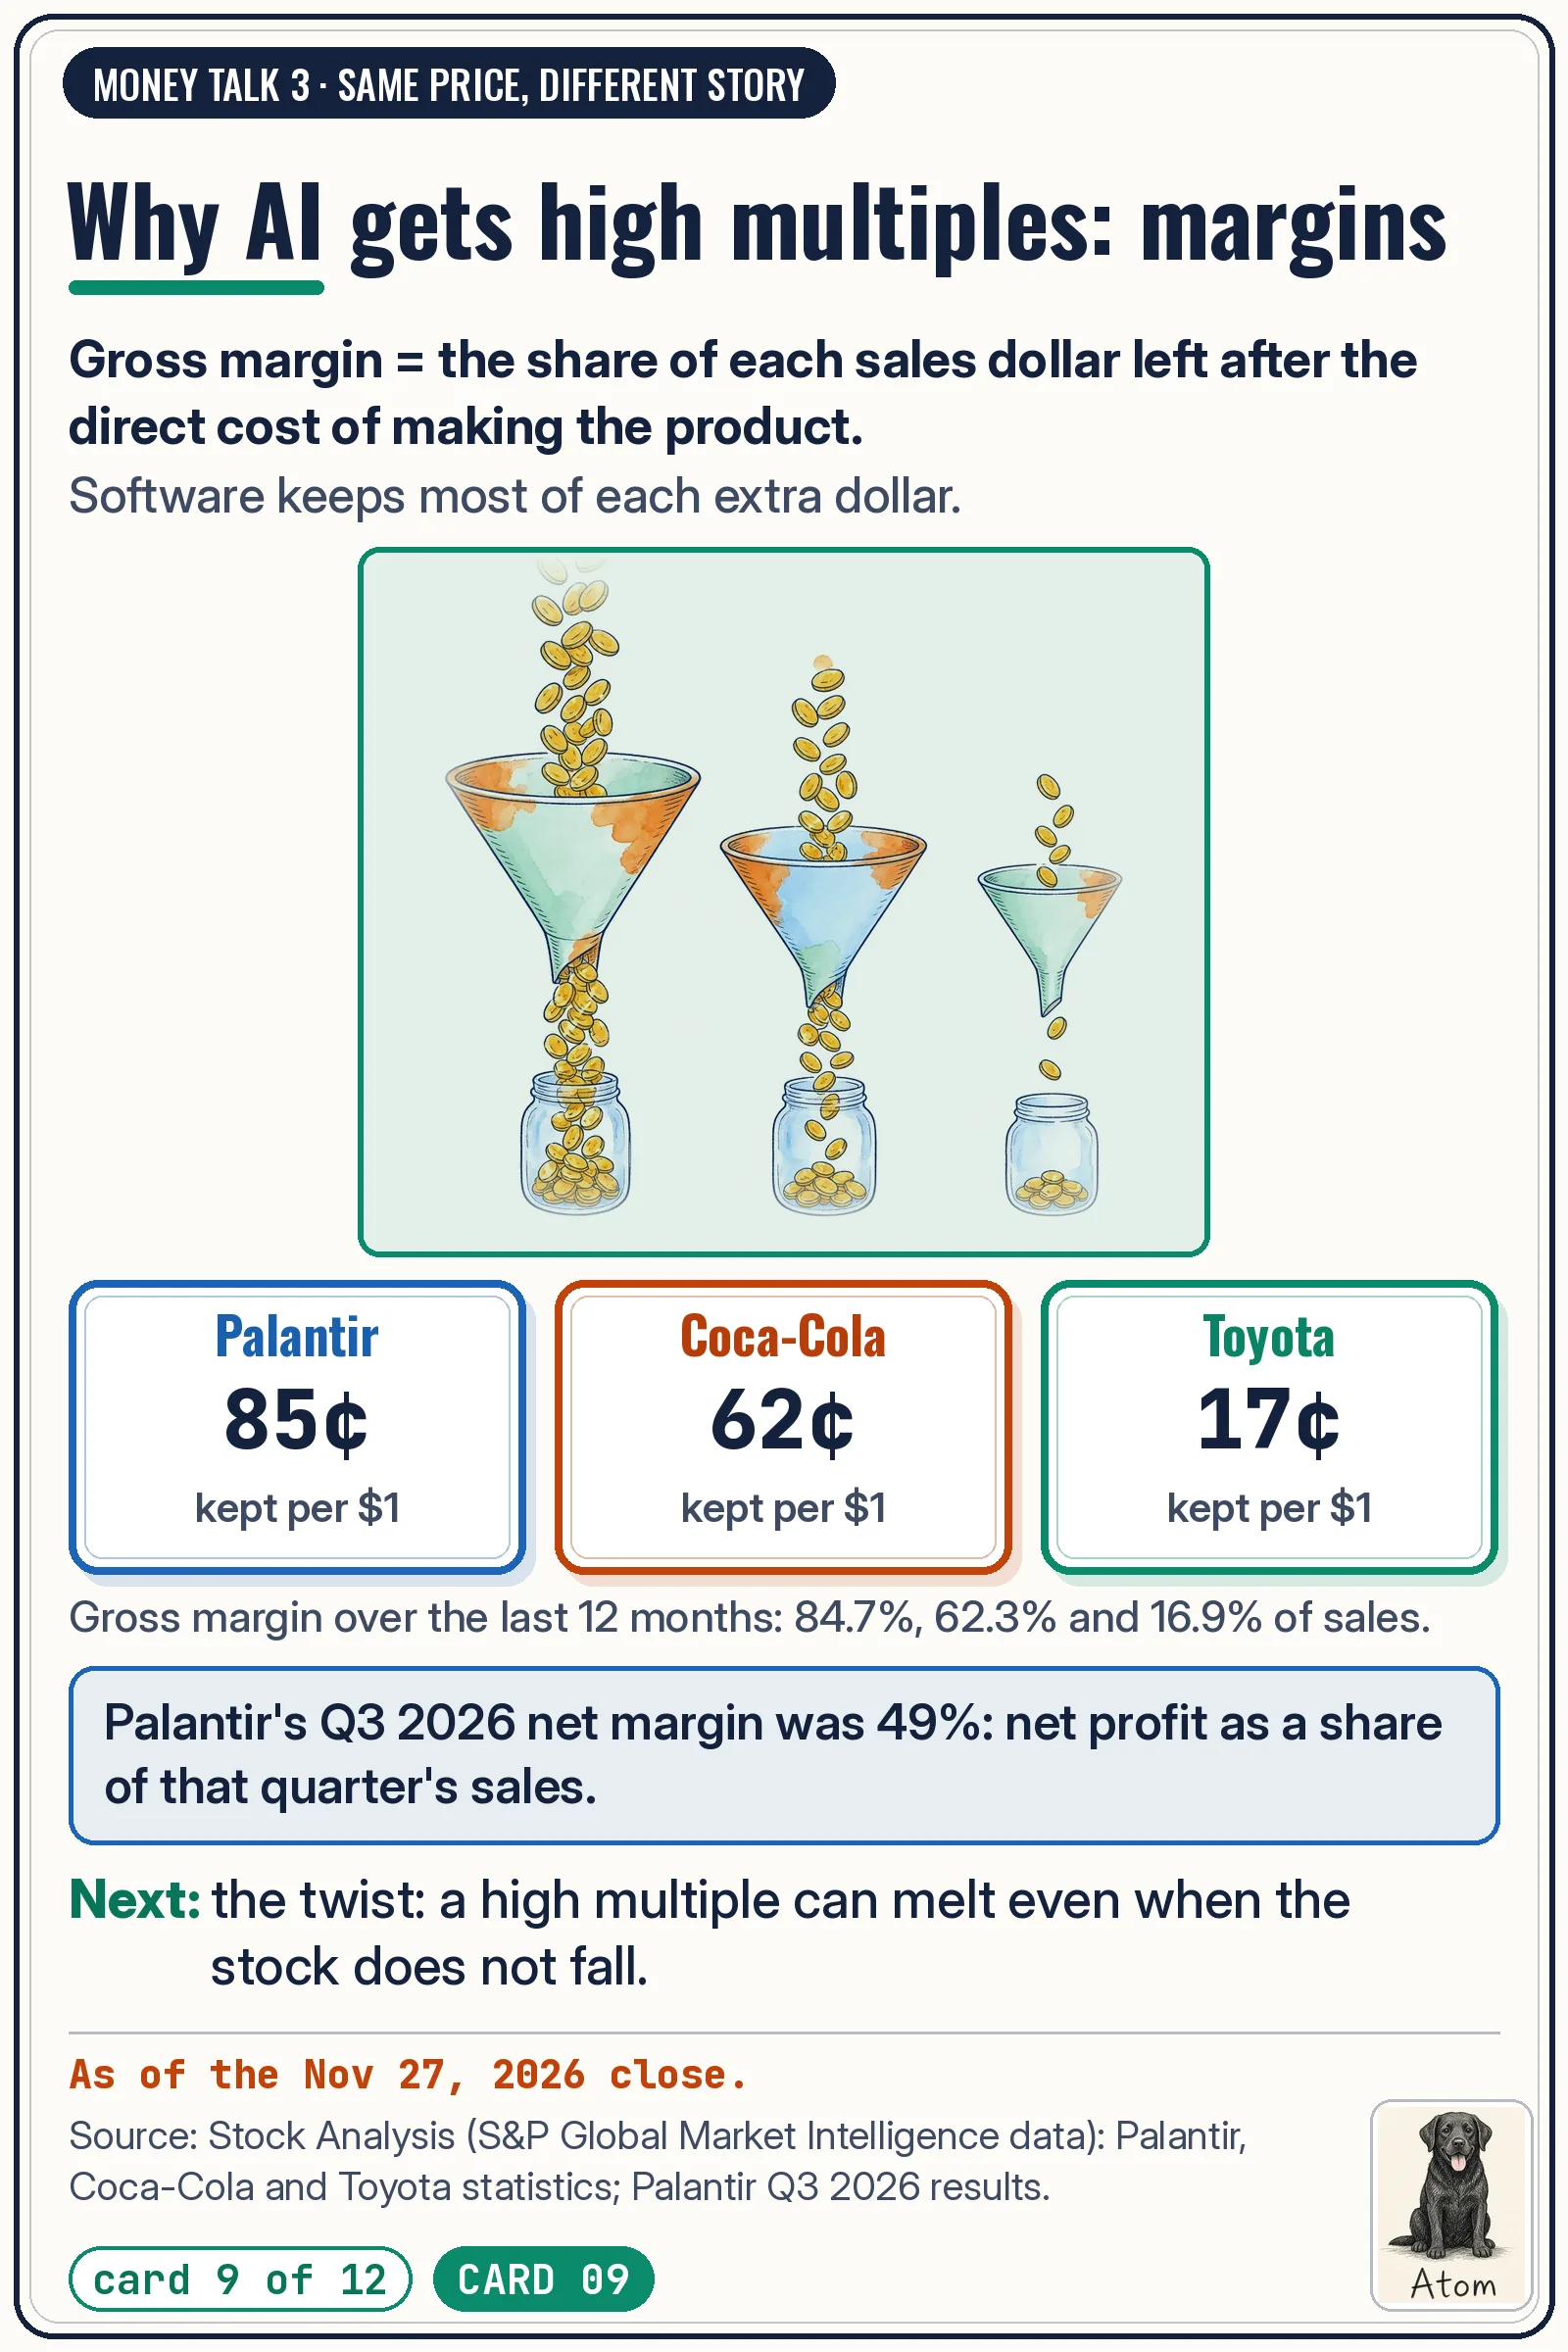 MONEY TALK 3 · SAME PRICE, DIFFERENT STORY
Why AI gets high multiples: margins
Gross margin = the share of each sales dollar left after the
direct cost of making the product.
Software keeps most of each extra dollar.
Palantir
85¢
kept per $1
Coca-Cola
62¢
kept per $1
Toyota
17¢
kept per $1
Gross margin over the last 12 months: 84.7%, 62.3% and 16.9% of sales.
Palantir's Q3 2026 net margin was 49%: net profit as a share
of that quarter's sales.
Next: the twist: a high multiple can melt even when the
stock does not fall.
As of the Nov 27, 2026 close.
Source: Stock Analysis (S&P Global Market Intelligence data): Palantir,
Coca-Cola and Toyota statistics; Palantir Q3 2026 results.
card 9 of 12
CARD 09
Atom